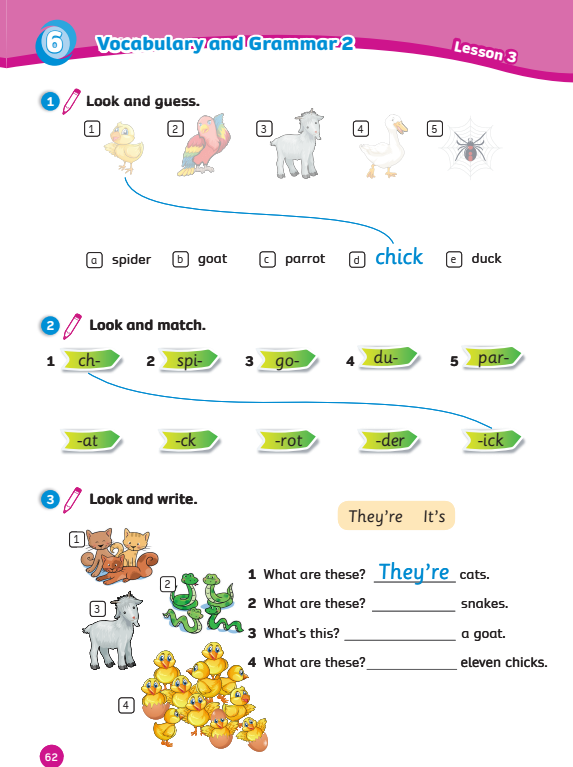 6 Vocabulary and Grammar 2
Lesson 3
1 Look and guess.
1 2 3 4 5
a spider b goat c parrot d chick e duck
2 Look and match.
1 ch- 2 spi- 3 go- 4 du- 5 par-
-at -ck -rot -der -ick
3 Look and write.
They're It's
1
2
3
4
1 What are these? They're cats.
2 What are these? __________ snakes.
3 What's this? __________ a goat.
4 What are these? __________ eleven chicks.
62